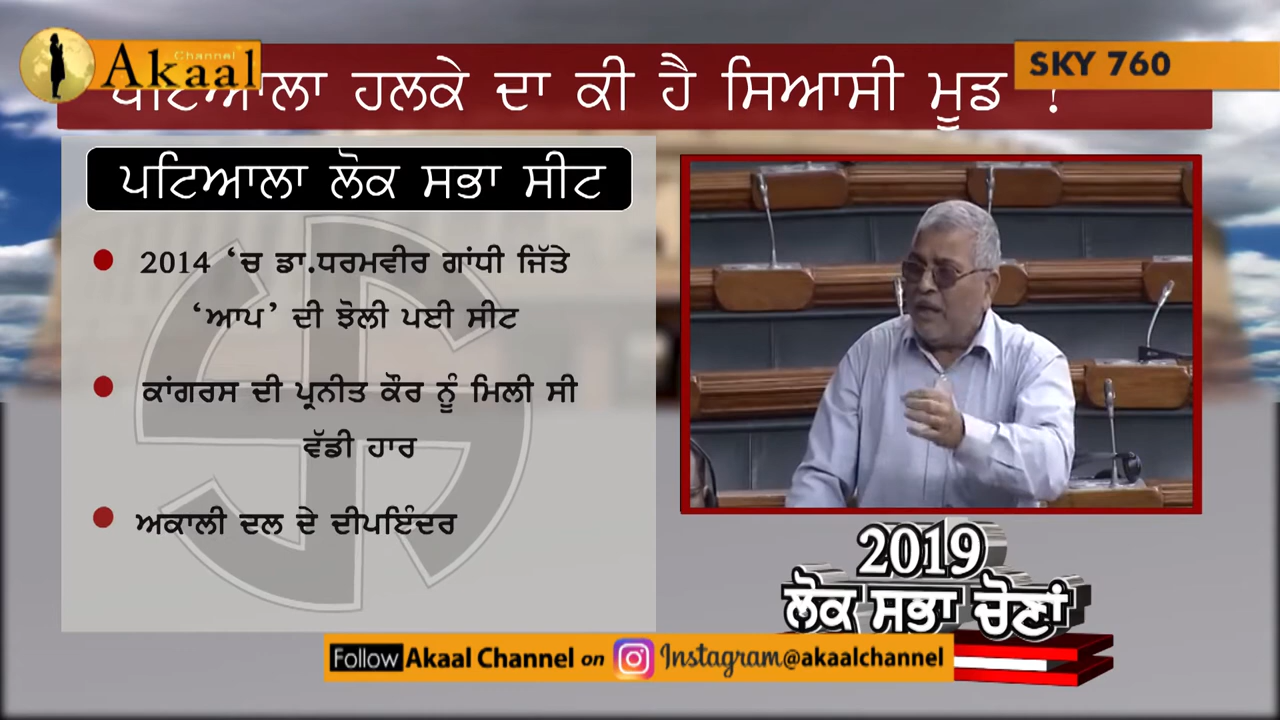 Channel
Akaal
SKY 760
ਹਲਕੇ ਦਾ ਕੀ ਹੈ ਸਿਆਸੀ ਮੂਡ !
ਪਟਿਆਲਾ ਲੋਕ ਸਭਾ ਸੀਟ
2014 ‘ਚ ਡਾ.ਧਰਮਵੀਰ ਗਾਂਧੀ ਜਿੱਤੇ
‘ਆਪ’ ਦੀ ਝੋਲੀ ਪਈ ਸੀਟ
ਕਾਂਗਰਸ ਦੀ ਪ੍ਰਨੀਤ ਕੌਰ ਨੂੰ ਮਿਲੀ ਸੀ
ਵੱਡੀ ਹਾਰ
ਅਕਾਲੀ ਦਲ ਦੇ ਦੀਪਇੰਦਰ
2019
ਲੋਕ ਸਭਾ ਚੋਣਾਂ
Follow Akaal Channel on Instagram@akaalchannel